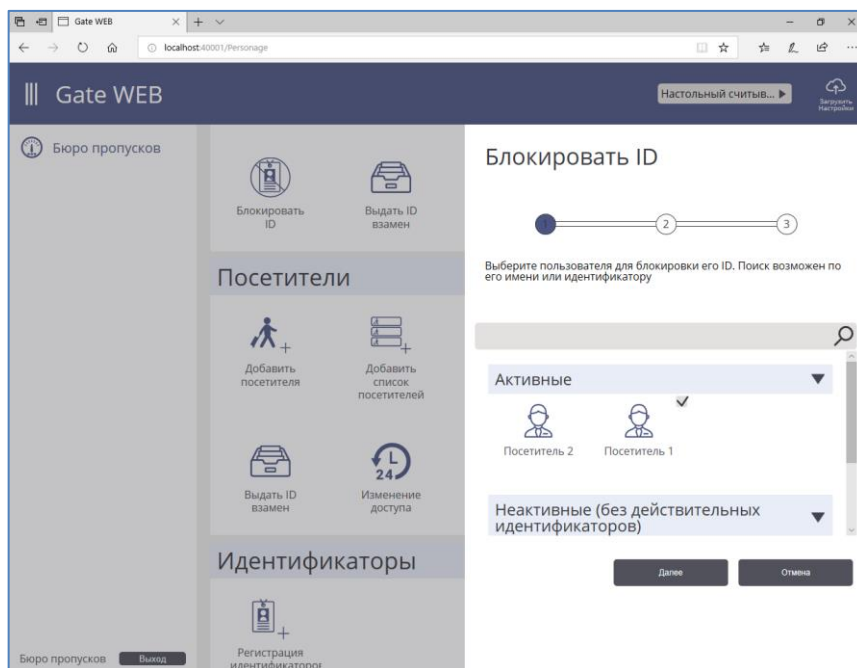 Gate WEB
localhost:40001/Personage
Gate WEB
Настольный считыв...
Загрузить
Настройки
Бюро пропусков
Блокировать
ID
Выдать ID
взамен
Посетители
Добавить
посетителя
Добавить
список
посетителей
Выдать ID
взамен
24
Изменение
доступа
Идентификаторы
Регистрация
идентификаторов
Бюро пропусков
Выход
Блокировать ID
1
2
3
Выберите пользователя для блокировки его ID. Поиск возможен по
его имени или идентификатору
Активные
Посетитель 2
Посетитель 1
Неактивные (без действительных
идентификаторов)
Далее
Отмена